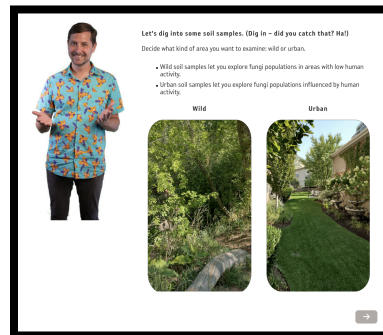 Let's dig into some soil samples. (Dig in – did you catch that? Ha!)
Decide what kind of area you want to examine: wild or urban.
• Wild soil samples let you explore fungi populations in areas with low human
activity.
• Urban soil samples let you explore fungi populations influenced by human
activity.
Wild
Urban